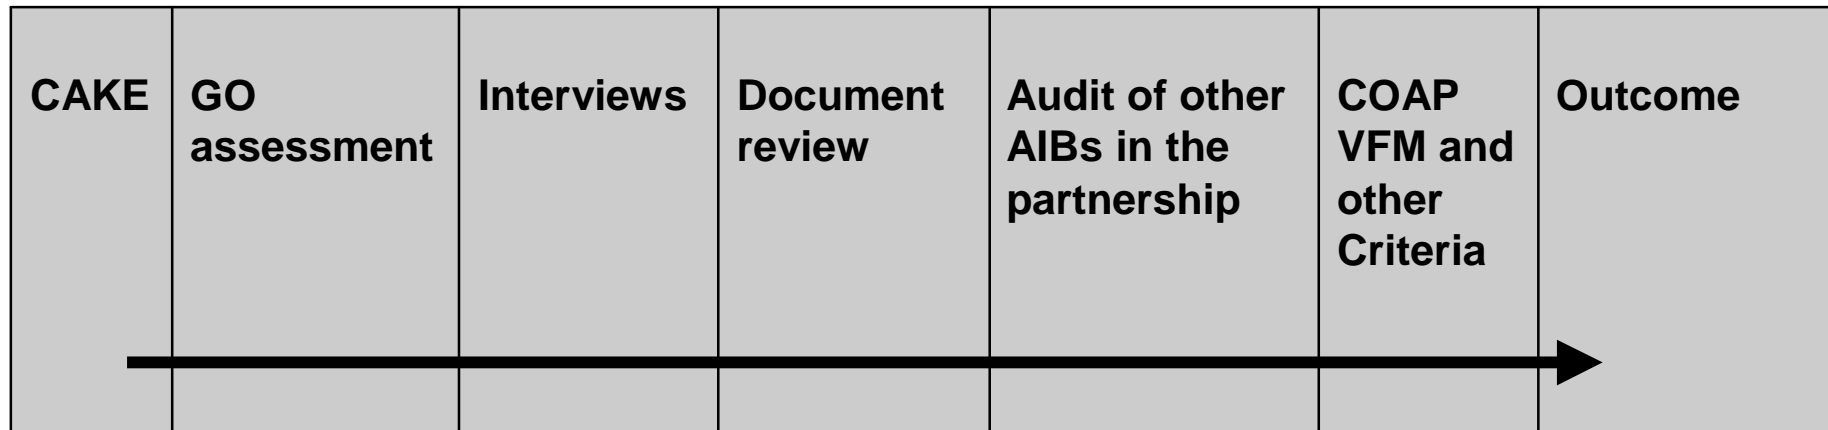 CAKE
GO
assessment
Interviews
Document
review
Audit of other
AIBs in the
partnership
COAP
VFM and
other
Criteria
Outcome